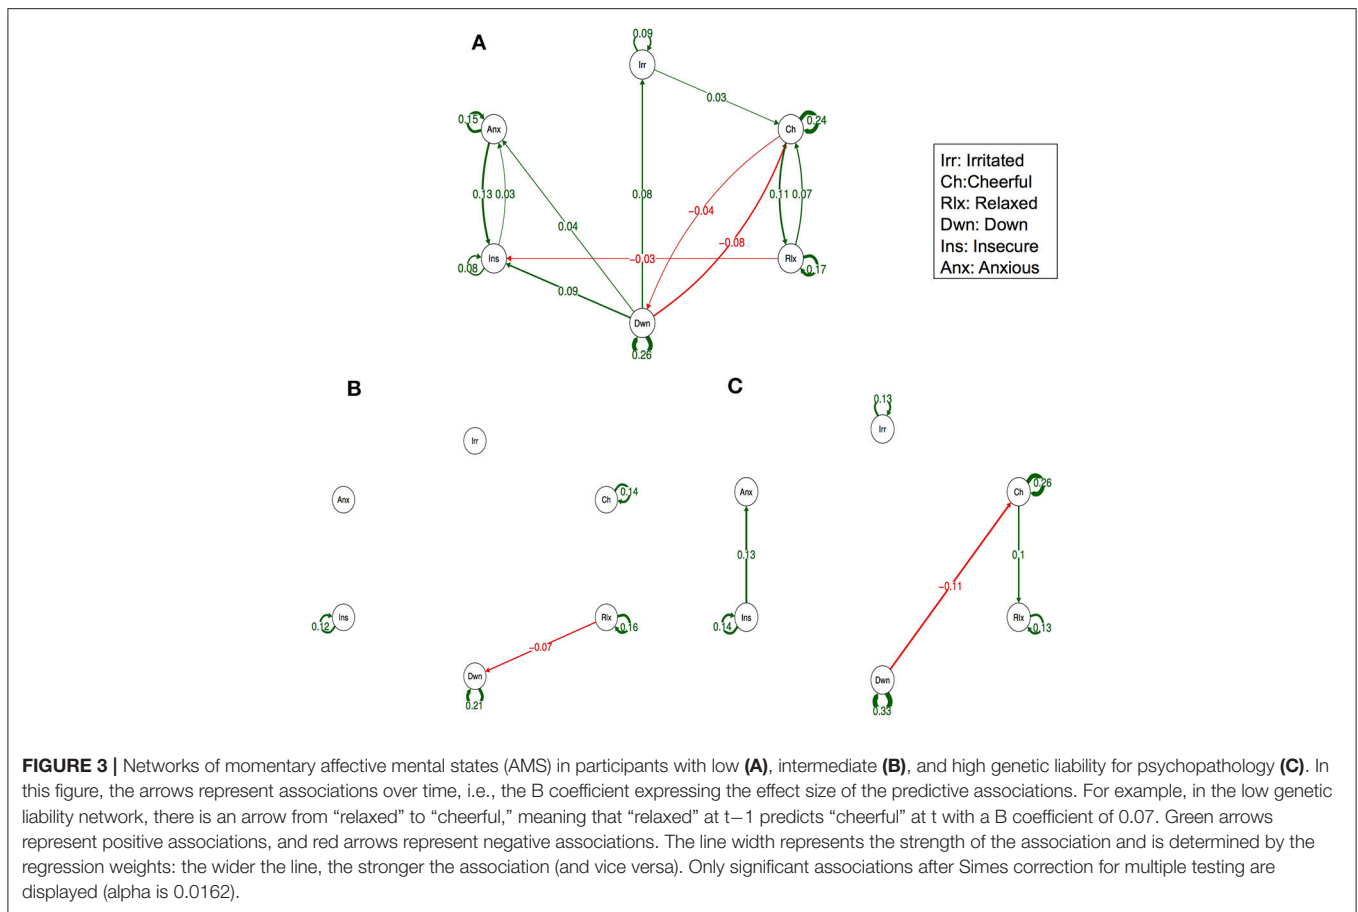 A
0.09
Irr
0.03
0.15
Anx
Ch
0.24
0.13
0.03
0.08
0.11
0.07
0.04
−0.04
−0.08
Ins
0.08
−0.03
Rlx
0.17
0.09
Dwn
0.26
Irr: Irritated
Ch:Cheerful
Rlx: Relaxed
Dwn: Down
Ins: Insecure
Anx: Anxious
B
Irr
Anx
Ch
0.14
Ins
0.12
Rlx
0.16
−0.07
Dwn
0.21
C
0.13
Irr
Anx
Ch
0.26
0.13
0.1
−0.11
Ins
0.14
Rlx
0.13
Dwn
0.33
FIGURE 3 | Networks of momentary affective mental states (AMS) in participants with low (A), intermediate (B), and high genetic liability for psychopathology (C). In
this figure, the arrows represent associations over time, i.e., the B coefficient expressing the effect size of the predictive associations. For example, in the low genetic
liability network, there is an arrow from “relaxed” to “cheerful,” meaning that “relaxed” at t−1 predicts “cheerful” at t with a B coefficient of 0.07. Green arrows
represent positive associations, and red arrows represent negative associations. The line width represents the strength of the association and is determined by the
regression weights: the wider the line, the stronger the association (and vice versa). Only significant associations after Simes correction for multiple testing are
displayed (alpha is 0.0162).